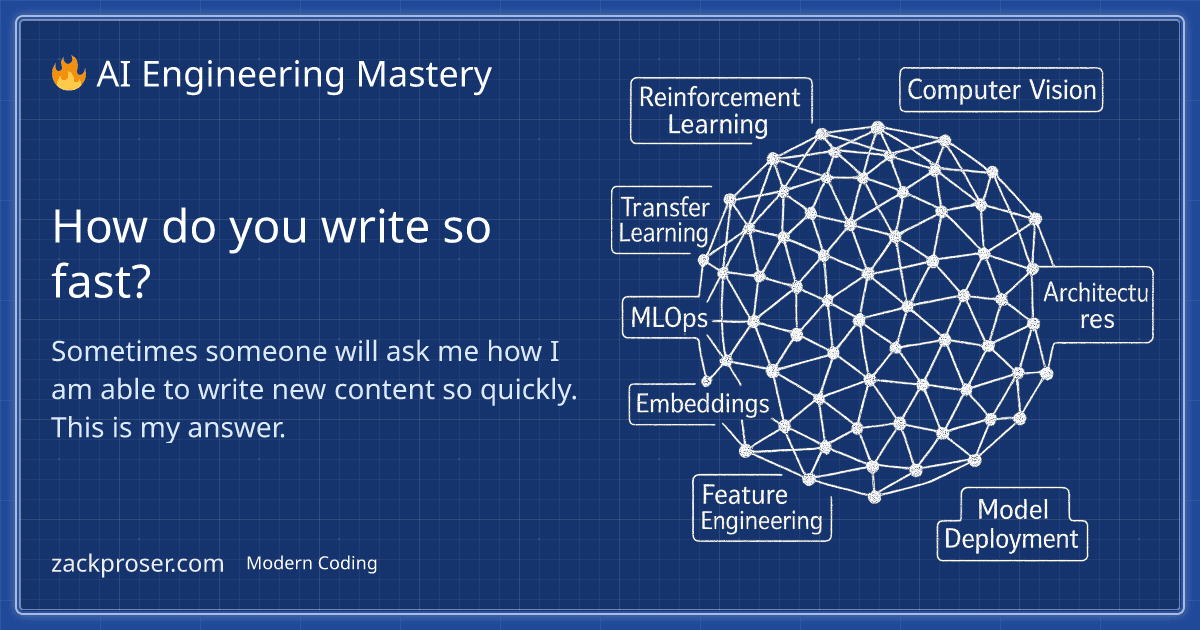 🔥 AI Engineering Mastery
How do you write so
fast?
Sometimes someone will ask me how I
am able to write new content so quickly.
This is my answer.
zackproser.com
Modern Coding
Reinforcement
Learning
Computer Vision
Transfer
Learning
Architectu
res
MLOps
Embeddings
Feature
Engineering
Model
Deployment